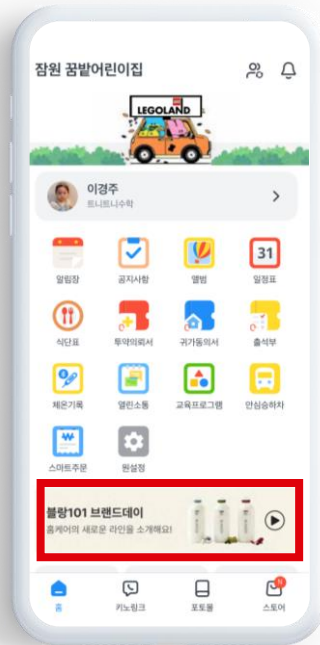 잠원 꿈밭어린이집
LEGOLAND
이경주
트니트니수학
알림장 공지사항 앨범 31 일정표
식단표 투약의뢰서 귀가동의서 출석부
체온기록 열린소통 교육프로그램 안심승하차
스마트주문 원설정
블랑101 브랜드데이
홈케어의 새로운 라인을 소개해요!
홈 키노링크 포토몰 스토어
N